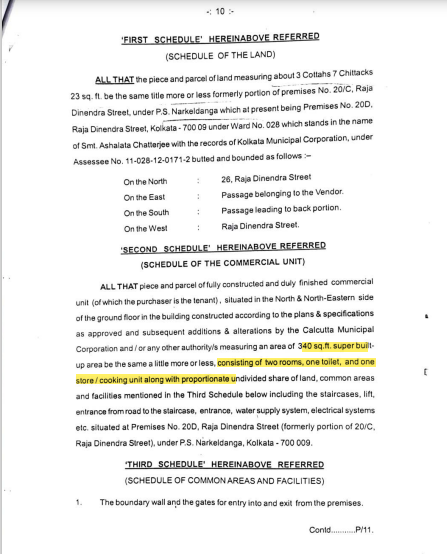 -: 10 :-
'FIRST SCHEDULE' HEREINABOVE REFERRED
(SCHEDULE OF THE LAND)
ALL THAT the piece and parcel of land measuring about 3 Cottahs 7 Chittacks
23 sq. ft. be the same title more or less formerly portion of premises No. 20/C, Raja
Dinendra Street, under P.S. Narkeldanga which at present being Premises No. 20D,
Raja Dinendra Street, Kolkata - 700 09 under Ward No. 028 which stands in the name
of Smt. Ashalata Chatterjee with the records of Kolkata Municipal Corporation, under
Assessee No. 11-028-12-0171-2 butted and bounded as follows :–
On the North : 26, Raja Dinendra Street
On the East : Passage belonging to the Vendor.
On the South : Passage leading to back portion.
On the West : Raja Dinendra Street.
'SECOND SCHEDULE' HEREINABOVE REFERRED
(SCHEDULE OF THE COMMERCIAL UNIT)
ALL THAT piece and parcel of fully constructed and duly finished commercial
unit (of which the purchaser is the tenant) , situated in the North & North-Eastern side
of the ground floor in the building constructed according to the plans & specifications
as approved and subsequent additions & alterations by the Calcutta Municipal
Corporation and / or any other authority/s measuring an area of 340 sq.ft. super built-
up area be the same a little more or less, consisting of two rooms, one toilet, and one
store / cooking unit along with proportionate undivided share of land, common areas
and facilities mentioned in the Third Schedule below including the staircases, lift,
entrance from road to the staircase, entrance, water supply system, electrical systems
etc. situated at Premises No. 20D, Raja Dinendra Street (formerly portion of 20/C,
Raja Dinendra Street), under P.S. Narkeldanga, Kolkata - 700 009.
'THIRD SCHEDULE' HEREINABOVE REFERRED
(SCHEDULE OF COMMON AREAS AND FACILITIES)
1. The boundary wall and the gates for entry into and exit from the premises.
Contd...........P/11.